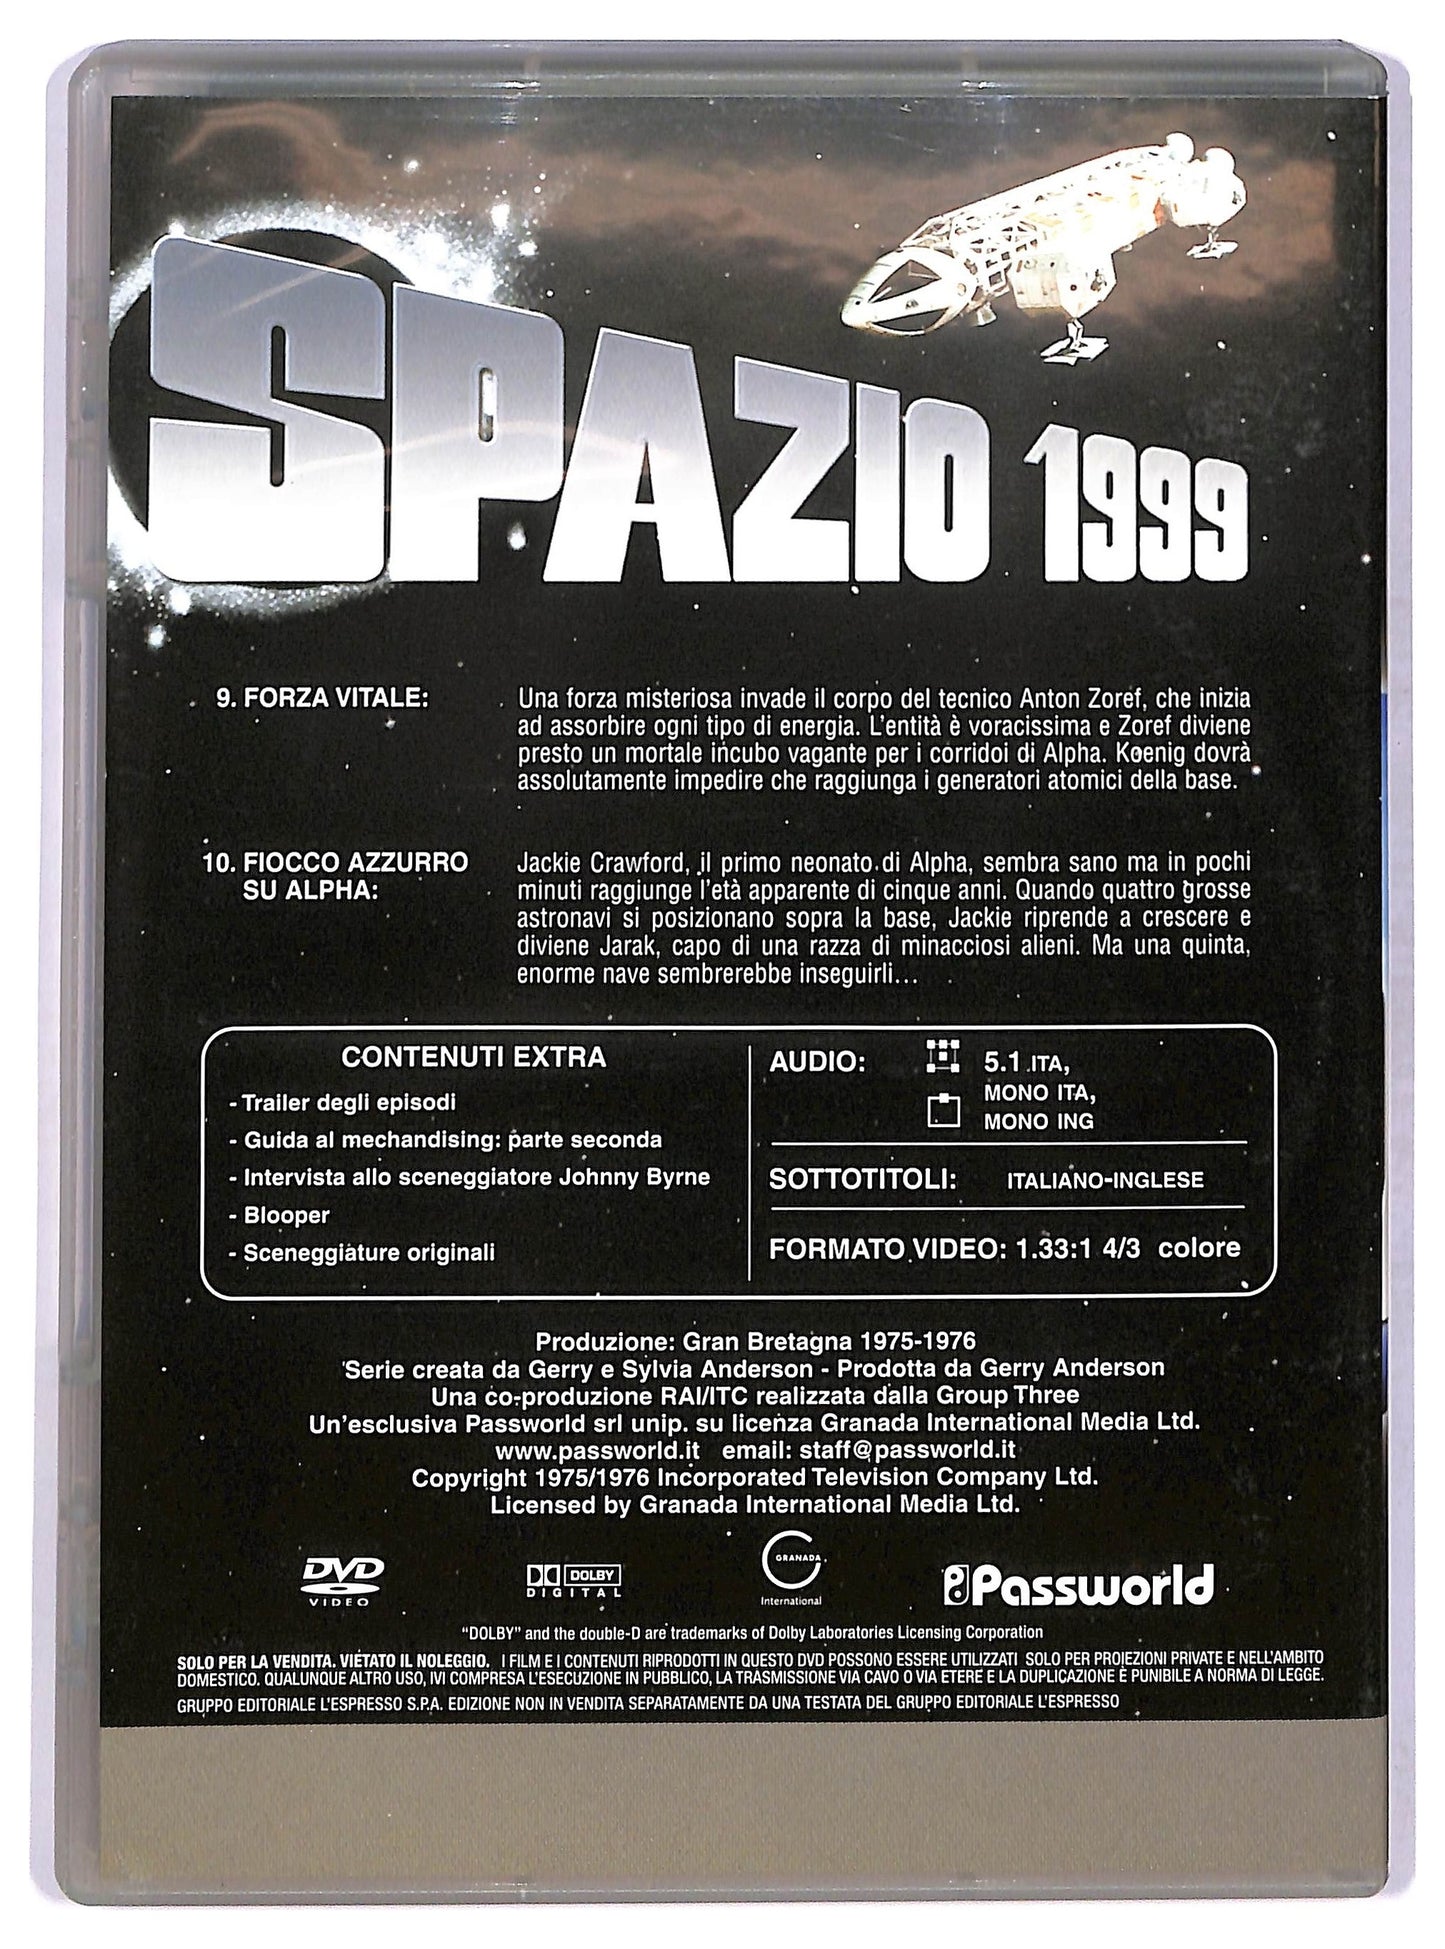 SPAZIO 1999
9. FORZA VITALE:
Una forza misteriosa invade il corpo del tecnico Anton Zoref, che inizia
ad assorbire ogni tipo di energia. L'entità è voracissima e Zoref diviene
presto un mortale incubo vagante per i corridoi di Alpha. Koenig dovrà
assolutamente impedire che raggiunga i generatori atomici della base.
10. FIOCCO AZZURRO
SU ALPHA:
Jackie Crawford, il primo neonato di Alpha, sembra sano ma in pochi
minuti raggiunge l'età apparente di cinque anni. Quando quattro grosse
astronavi si posizionano sopra la base, Jackie riprende a crescere e
diviene Jarak, capo di una razza di minacciosi alieni. Ma una quinta,
enorme nave sembrerebbe inseguirli...
CONTENUTI EXTRA
- Trailer degli episodi
- Guida al mechandising: parte seconda
- Intervista allo sceneggiatore Johnny Byrne
- Blooper
- Sceneggiature originali
AUDIO: 5.1 ITA,
MONO ITA,
MONO ING
SOTTOTITOLI: ITALIANO-INGLESE
FORMATO VIDEO: 1.33:1 4/3 colore
Produzione: Gran Bretagna 1975-1976
Serie creata da Gerry e Sylvia Anderson - Prodotta da Gerry Anderson
Una co-produzione RAI/ITC realizzata dalla Group Three
Un'esclusiva Passworld srl unip. su licenza Granada International Media Ltd.
www.passworld.it email: staff@passworld.it
Copyright 1975/1976 Incorporated Television Company Ltd.
Licensed by Granada International Media Ltd.
DVD
VIDEO
DOLBY
DIGITAL
GRANADA
International
Passworld
"DOLBY" and the double-D are trademarks of Dolby Laboratories Licensing Corporation
SOLO PER LA VENDITA. VIETATO IL NOLEGGIO. I FILM E I CONTENUTI RIPRODOTTI IN QUESTO DVD POSSONO ESSERE UTILIZZATI SOLO PER PROIEZIONI PRIVATE E NELL'AMBITO
DOMESTICO. QUALUNQUE ALTRO USO, IVI COMPRESA L'ESECUZIONE IN PUBBLICO, LA TRASMISSIONE VIA CAVO O VIA ETERE E LA DUPLICAZIONE È PUNIBILE A NORMA DI LEGGE.
GRUPPO EDITORIALE L'ESPRESSO S.P.A. EDIZIONE NON IN VENDITA SEPARATAMENTE DA UNA TESTATA DEL GRUPPO EDITORIALE L'ESPRESSO